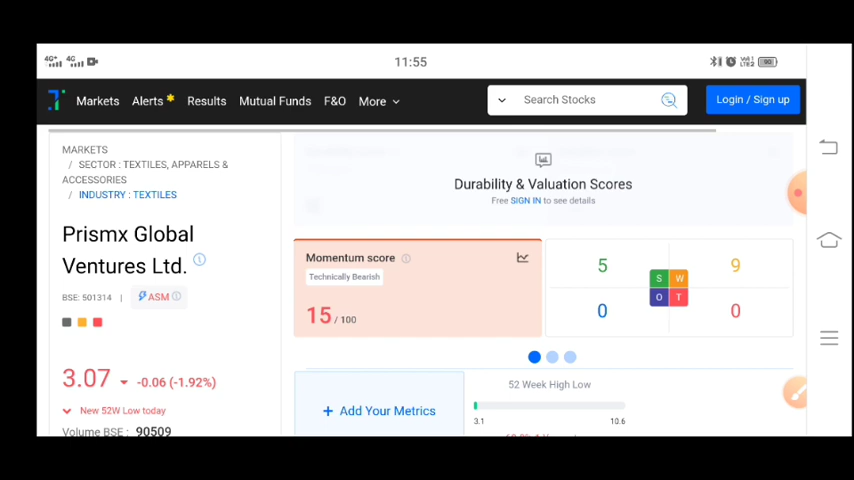 4G+ 4G 11:55 90
Markets Alerts Results Mutual Funds F&O More Search Stocks Login / Sign up
MARKETS
/ SECTOR : TEXTILES, APPARELS &
ACCESSORIES
/ INDUSTRY : TEXTILES
Prismx Global
Ventures Ltd.
BSE: 501314 | ASM
3.07 -0.06 (-1.92%)
New 52W Low today
Volume BSE : 90509
Durability & Valuation Scores
Free SIGN IN to see details
Momentum score
Technically Bearish
15 / 100
5 S W 9
0 O T 0
+ Add Your Metrics
52 Week High Low
3.1 10.6